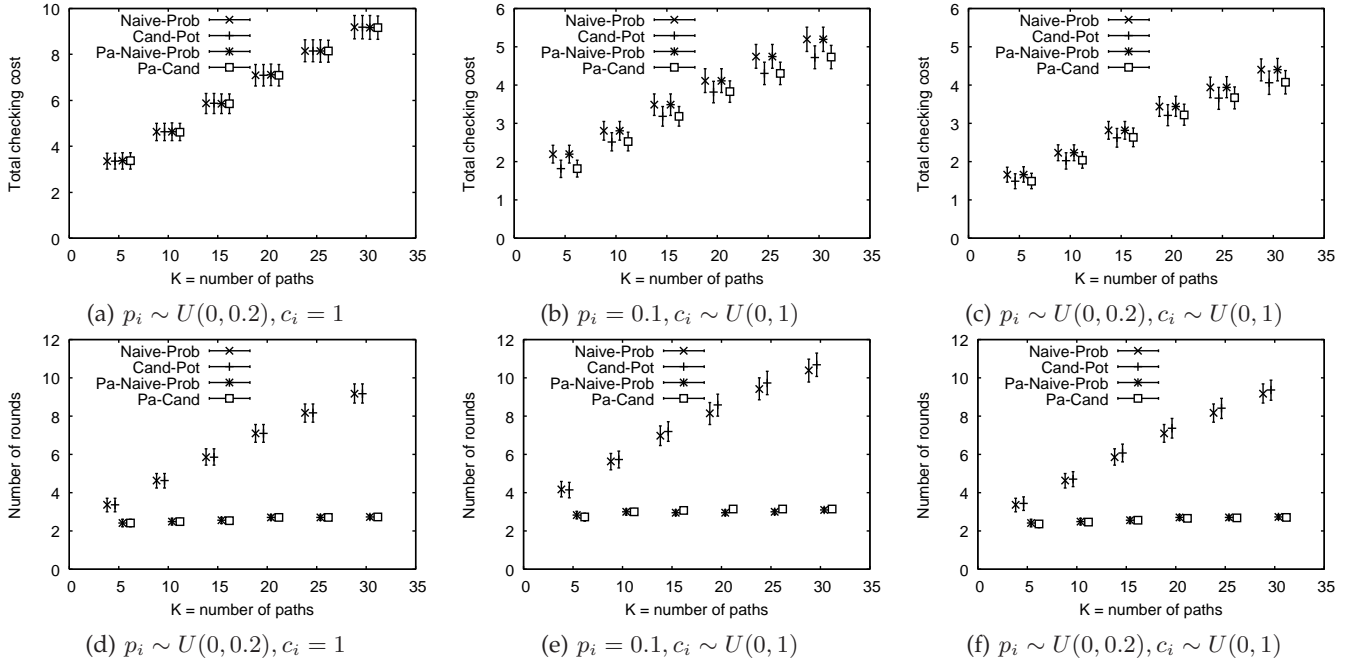 Total checking cost
10
8
6
4
2
0
Naive-Prob
Cand-Pot
Pa-Naive-Prob
Pa-Cand
0 5 10 15 20 25 30 35
K = number of paths
(a) p_i ∼ U(0, 0.2), c_i = 1
Total checking cost
6
5
4
3
2
1
0
Naive-Prob
Cand-Pot
Pa-Naive-Prob
Pa-Cand
0 5 10 15 20 25 30 35
K = number of paths
(b) p_i = 0.1, c_i ∼ U(0, 1)
Total checking cost
6
5
4
3
2
1
0
Naive-Prob
Cand-Pot
Pa-Naive-Prob
Pa-Cand
0 5 10 15 20 25 30 35
K = number of paths
(c) p_i ∼ U(0, 0.2), c_i ∼ U(0, 1)
Number of rounds
12
10
8
6
4
2
0
Naive-Prob
Cand-Pot
Pa-Naive-Prob
Pa-Cand
0 5 10 15 20 25 30 35
K = number of paths
(d) p_i ∼ U(0, 0.2), c_i = 1
Number of rounds
12
10
8
6
4
2
0
Naive-Prob
Cand-Pot
Pa-Naive-Prob
Pa-Cand
0 5 10 15 20 25 30 35
K = number of paths
(e) p_i = 0.1, c_i ∼ U(0, 1)
Number of rounds
12
10
8
6
4
2
0
Naive-Prob
Cand-Pot
Pa-Naive-Prob
Pa-Cand
0 5 10 15 20 25 30 35
K = number of paths
(f) p_i ∼ U(0, 0.2), c_i ∼ U(0, 1)